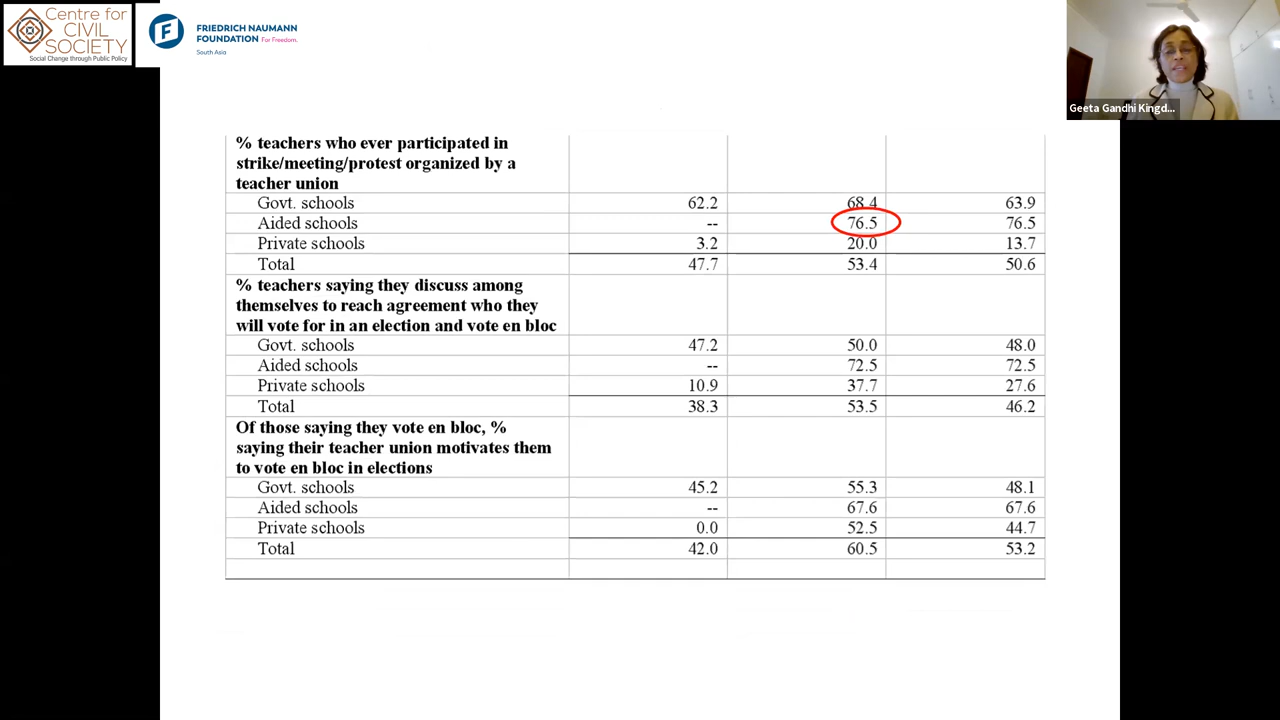 Centre for
CIVIL
SOCIETY
Social Change through Public Policy
FRIEDRICH NAUMANN
FOUNDATION For Freedom.
South Asia
Geeta Gandhi Kingd...
% teachers who ever participated in
strike/meeting/protest organized by a
teacher union
Govt. schools 62.2 68.4 63.9
Aided schools -- 76.5 76.5
Private schools 3.2 20.0 13.7
Total 47.7 53.4 50.6
% teachers saying they discuss among
themselves to reach agreement who they
will vote for in an election and vote en bloc
Govt. schools 47.2 50.0 48.0
Aided schools -- 72.5 72.5
Private schools 10.9 37.7 27.6
Total 38.3 53.5 46.2
Of those saying they vote en bloc, %
saying their teacher union motivates them
to vote en bloc in elections
Govt. schools 45.2 55.3 48.1
Aided schools -- 67.6 67.6
Private schools 0.0 52.5 44.7
Total 42.0 60.5 53.2